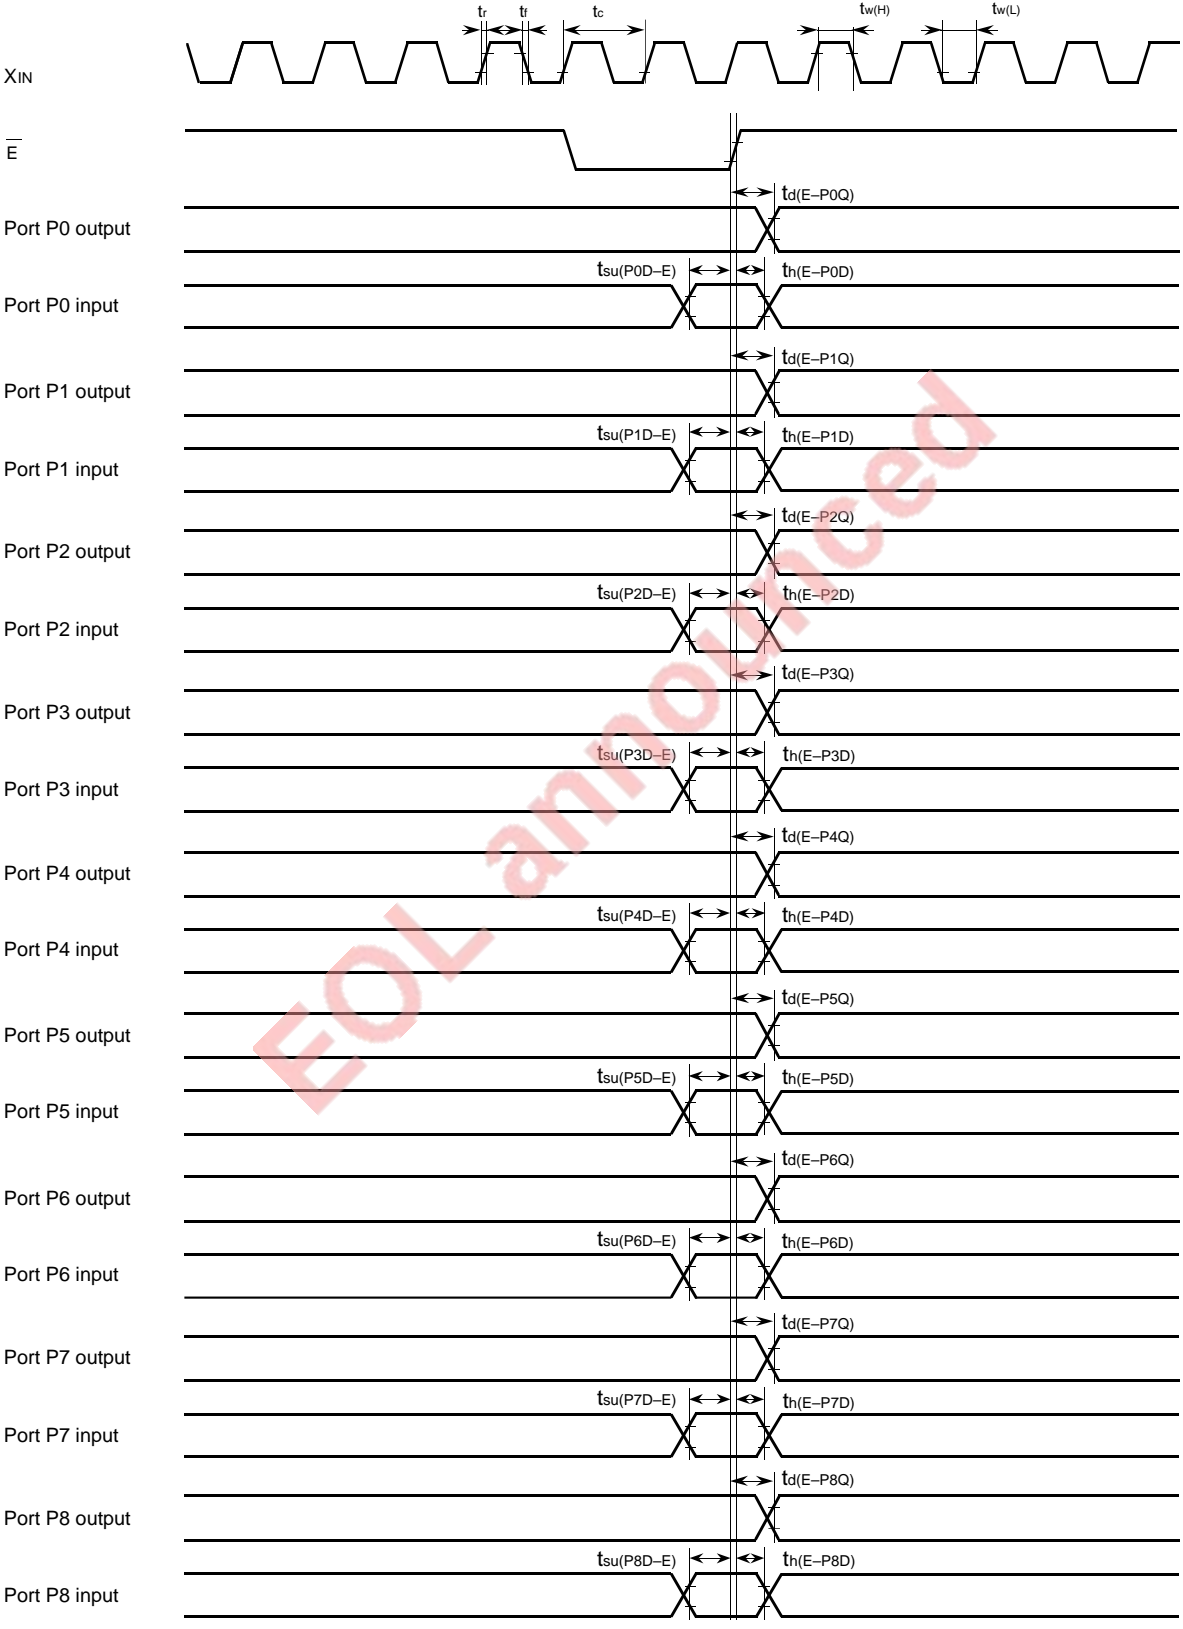 tr tf tc tw(H) tw(L)
XIN
E
td(E–P0Q)
Port P0 output
tsu(P0D–E) th(E–P0D)
Port P0 input
td(E–P1Q)
Port P1 output
tsu(P1D–E) th(E–P1D)
Port P1 input
td(E–P2Q)
Port P2 output
tsu(P2D–E) th(E–P2D)
Port P2 input
td(E–P3Q)
Port P3 output
tsu(P3D–E) th(E–P3D)
Port P3 input
td(E–P4Q)
Port P4 output
tsu(P4D–E) th(E–P4D)
Port P4 input
td(E–P5Q)
Port P5 output
tsu(P5D–E) th(E–P5D)
Port P5 input
td(E–P6Q)
Port P6 output
tsu(P6D–E) th(E–P6D)
Port P6 input
td(E–P7Q)
Port P7 output
tsu(P7D–E) th(E–P7D)
Port P7 input
td(E–P8Q)
Port P8 output
tsu(P8D–E) th(E–P8D)
Port P8 input
EOL announced